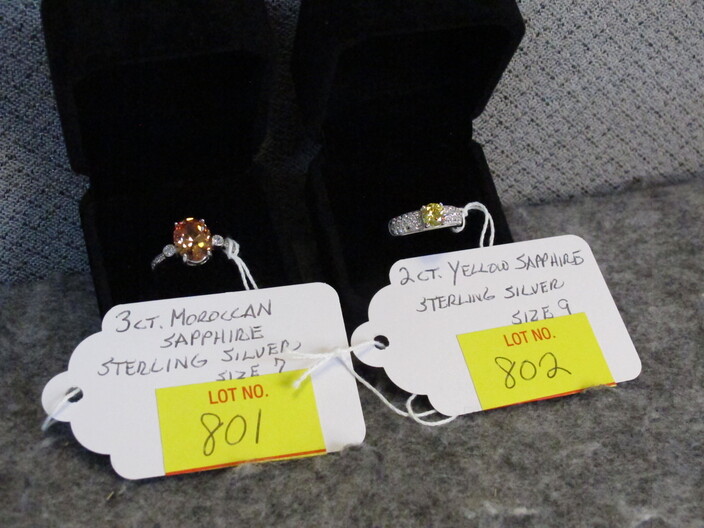 3 CT. MOROCCAN
SAPPHIRE
STERLING SILVER,
SIZE 7
LOT NO.
801
2 CT. YELLOW SAPPHIRE
STERLING SILVER
SIZE 9
LOT NO.
802